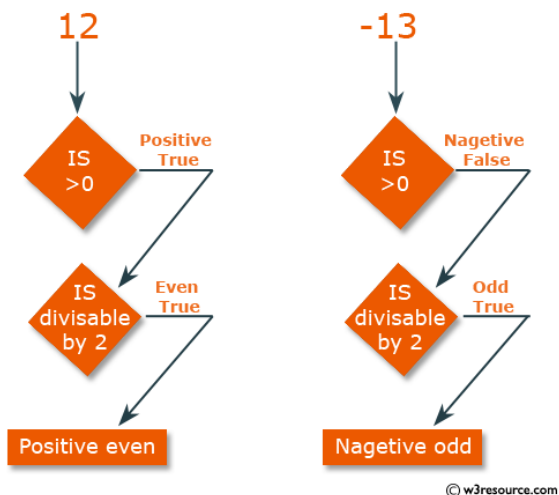 12
Positive
True
IS
>0
Even
True
IS
divisable
by 2
Positive even
-13
Nagetive
False
IS
>0
Odd
True
IS
divisable
by 2
Nagetive odd
© w3resource.com